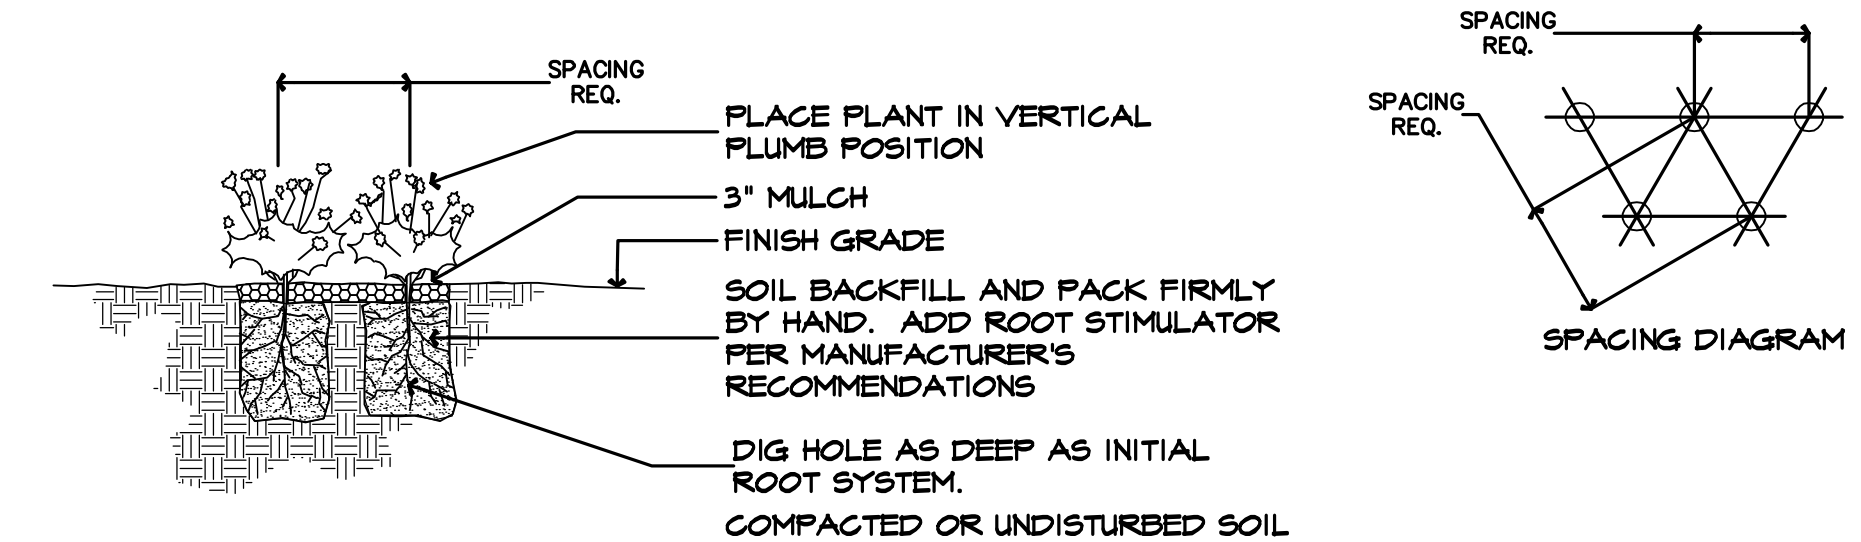 SPACING
REQ.
PLACE PLANT IN VERTICAL
PLUMB POSITION
3" MULCH
FINISH GRADE
SOIL BACKFILL AND PACK FIRMLY
BY HAND.  ADD ROOT STIMULATOR
PER MANUFACTURER'S
RECOMMENDATIONS
DIG HOLE AS DEEP AS INITIAL
ROOT SYSTEM.
COMPACTED OR UNDISTURBED SOIL
SPACING
REQ.
SPACING
REQ.
SPACING DIAGRAM